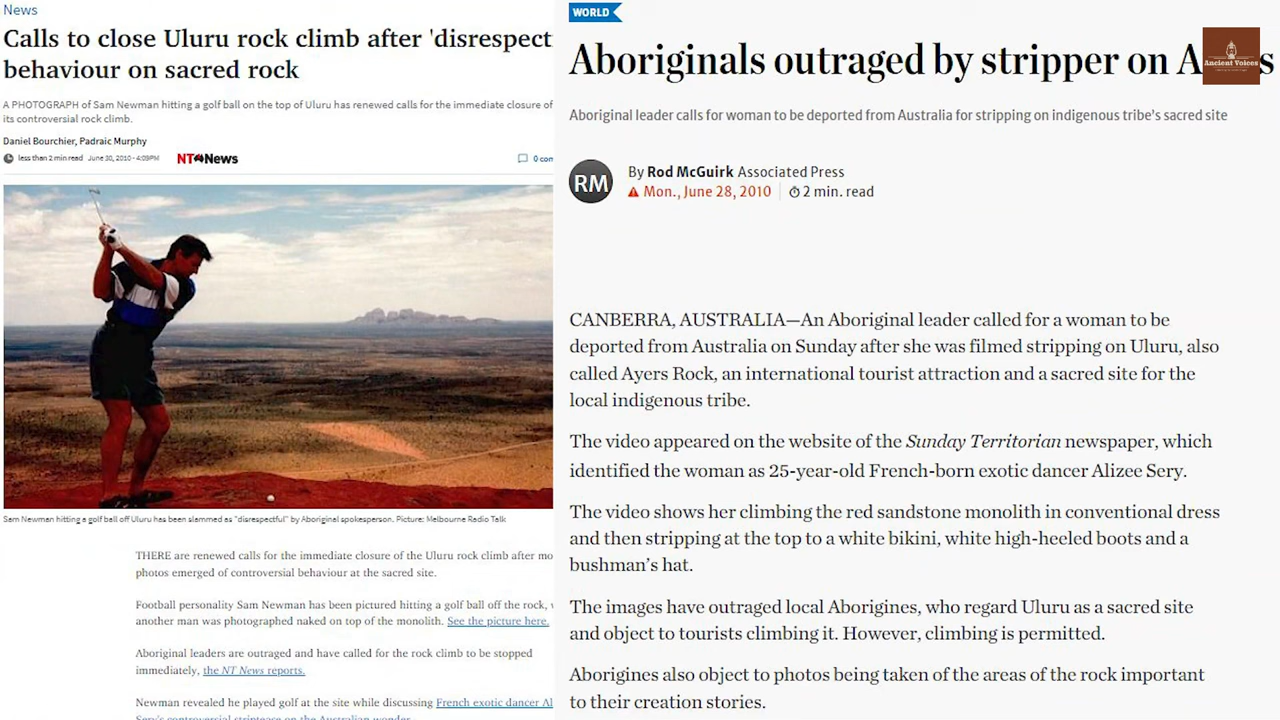 News
Calls to close Uluru rock climb after 'disrespect
behaviour on sacred rock
A PHOTOGRAPH of Sam Newman hitting a golf ball on the top of Uluru has renewed calls for the immediate closure of
its controversial rock climb.
Daniel Bourchier, Padraic Murphy
less than 2 min read June 30, 2010 - 4:09PM NT News 0 com
Sam Newman hitting a golf ball off Uluru has been slammed as "disrespectful" by Aboriginal spokesperson. Picture: Melbourne Radio Talk
THERE are renewed calls for the immediate closure of the Uluru rock climb after mo
photos emerged of controversial behaviour at the sacred site.
Football personality Sam Newman has been pictured hitting a golf ball off the rock,
another man was photographed naked on top of the monolith. See the picture here.
Aboriginal leaders are outraged and have called for the rock climb to be stopped
immediately, the NT News reports.
Newman revealed he played golf at the site while discussing French exotic dancer Al
Sery's controversial striptease on the Australian wonder.
WORLD
Aboriginals outraged by stripper on A s
Ancient Voices
Aboriginal leader calls for woman to be deported from Australia for stripping on indigenous tribe's sacred site
RM
By Rod McGuirk Associated Press
Mon., June 28, 2010 2 min. read
CANBERRA, AUSTRALIA—An Aboriginal leader called for a woman to be
deported from Australia on Sunday after she was filmed stripping on Uluru, also
called Ayers Rock, an international tourist attraction and a sacred site for the
local indigenous tribe.
The video appeared on the website of the Sunday Territorian newspaper, which
identified the woman as 25-year-old French-born exotic dancer Alizee Sery.
The video shows her climbing the red sandstone monolith in conventional dress
and then stripping at the top to a white bikini, white high-heeled boots and a
bushman's hat.
The images have outraged local Aborigines, who regard Uluru as a sacred site
and object to tourists climbing it. However, climbing is permitted.
Aborigines also object to photos being taken of the areas of the rock important
to their creation stories.